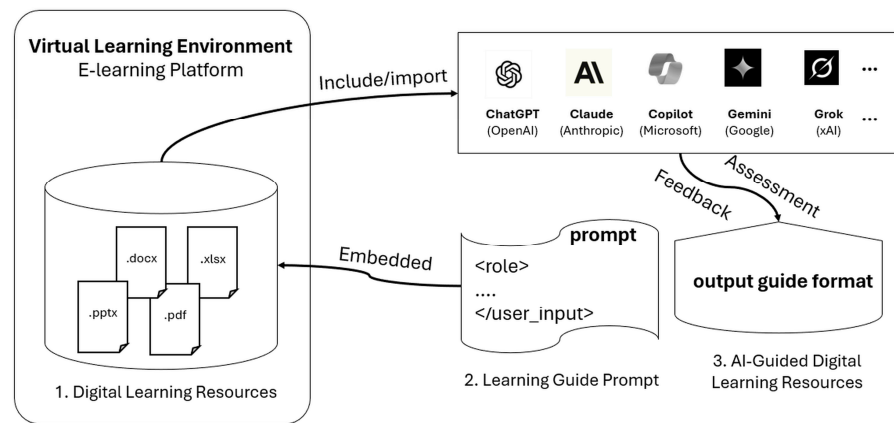 Virtual Learning Environment
E-learning Platform
Include/import
ChatGPT
(OpenAI)
Claude
(Anthropic)
Copilot
(Microsoft)
Gemini
(Google)
Grok
(xAI)
...
...
Assessment
Feedback
.docx
.xlsx
.pptx
.pdf
1. Digital Learning Resources
Embedded
prompt
<role>
....
</user_input>
2. Learning Guide Prompt
output guide format
3. AI-Guided Digital
Learning Resources